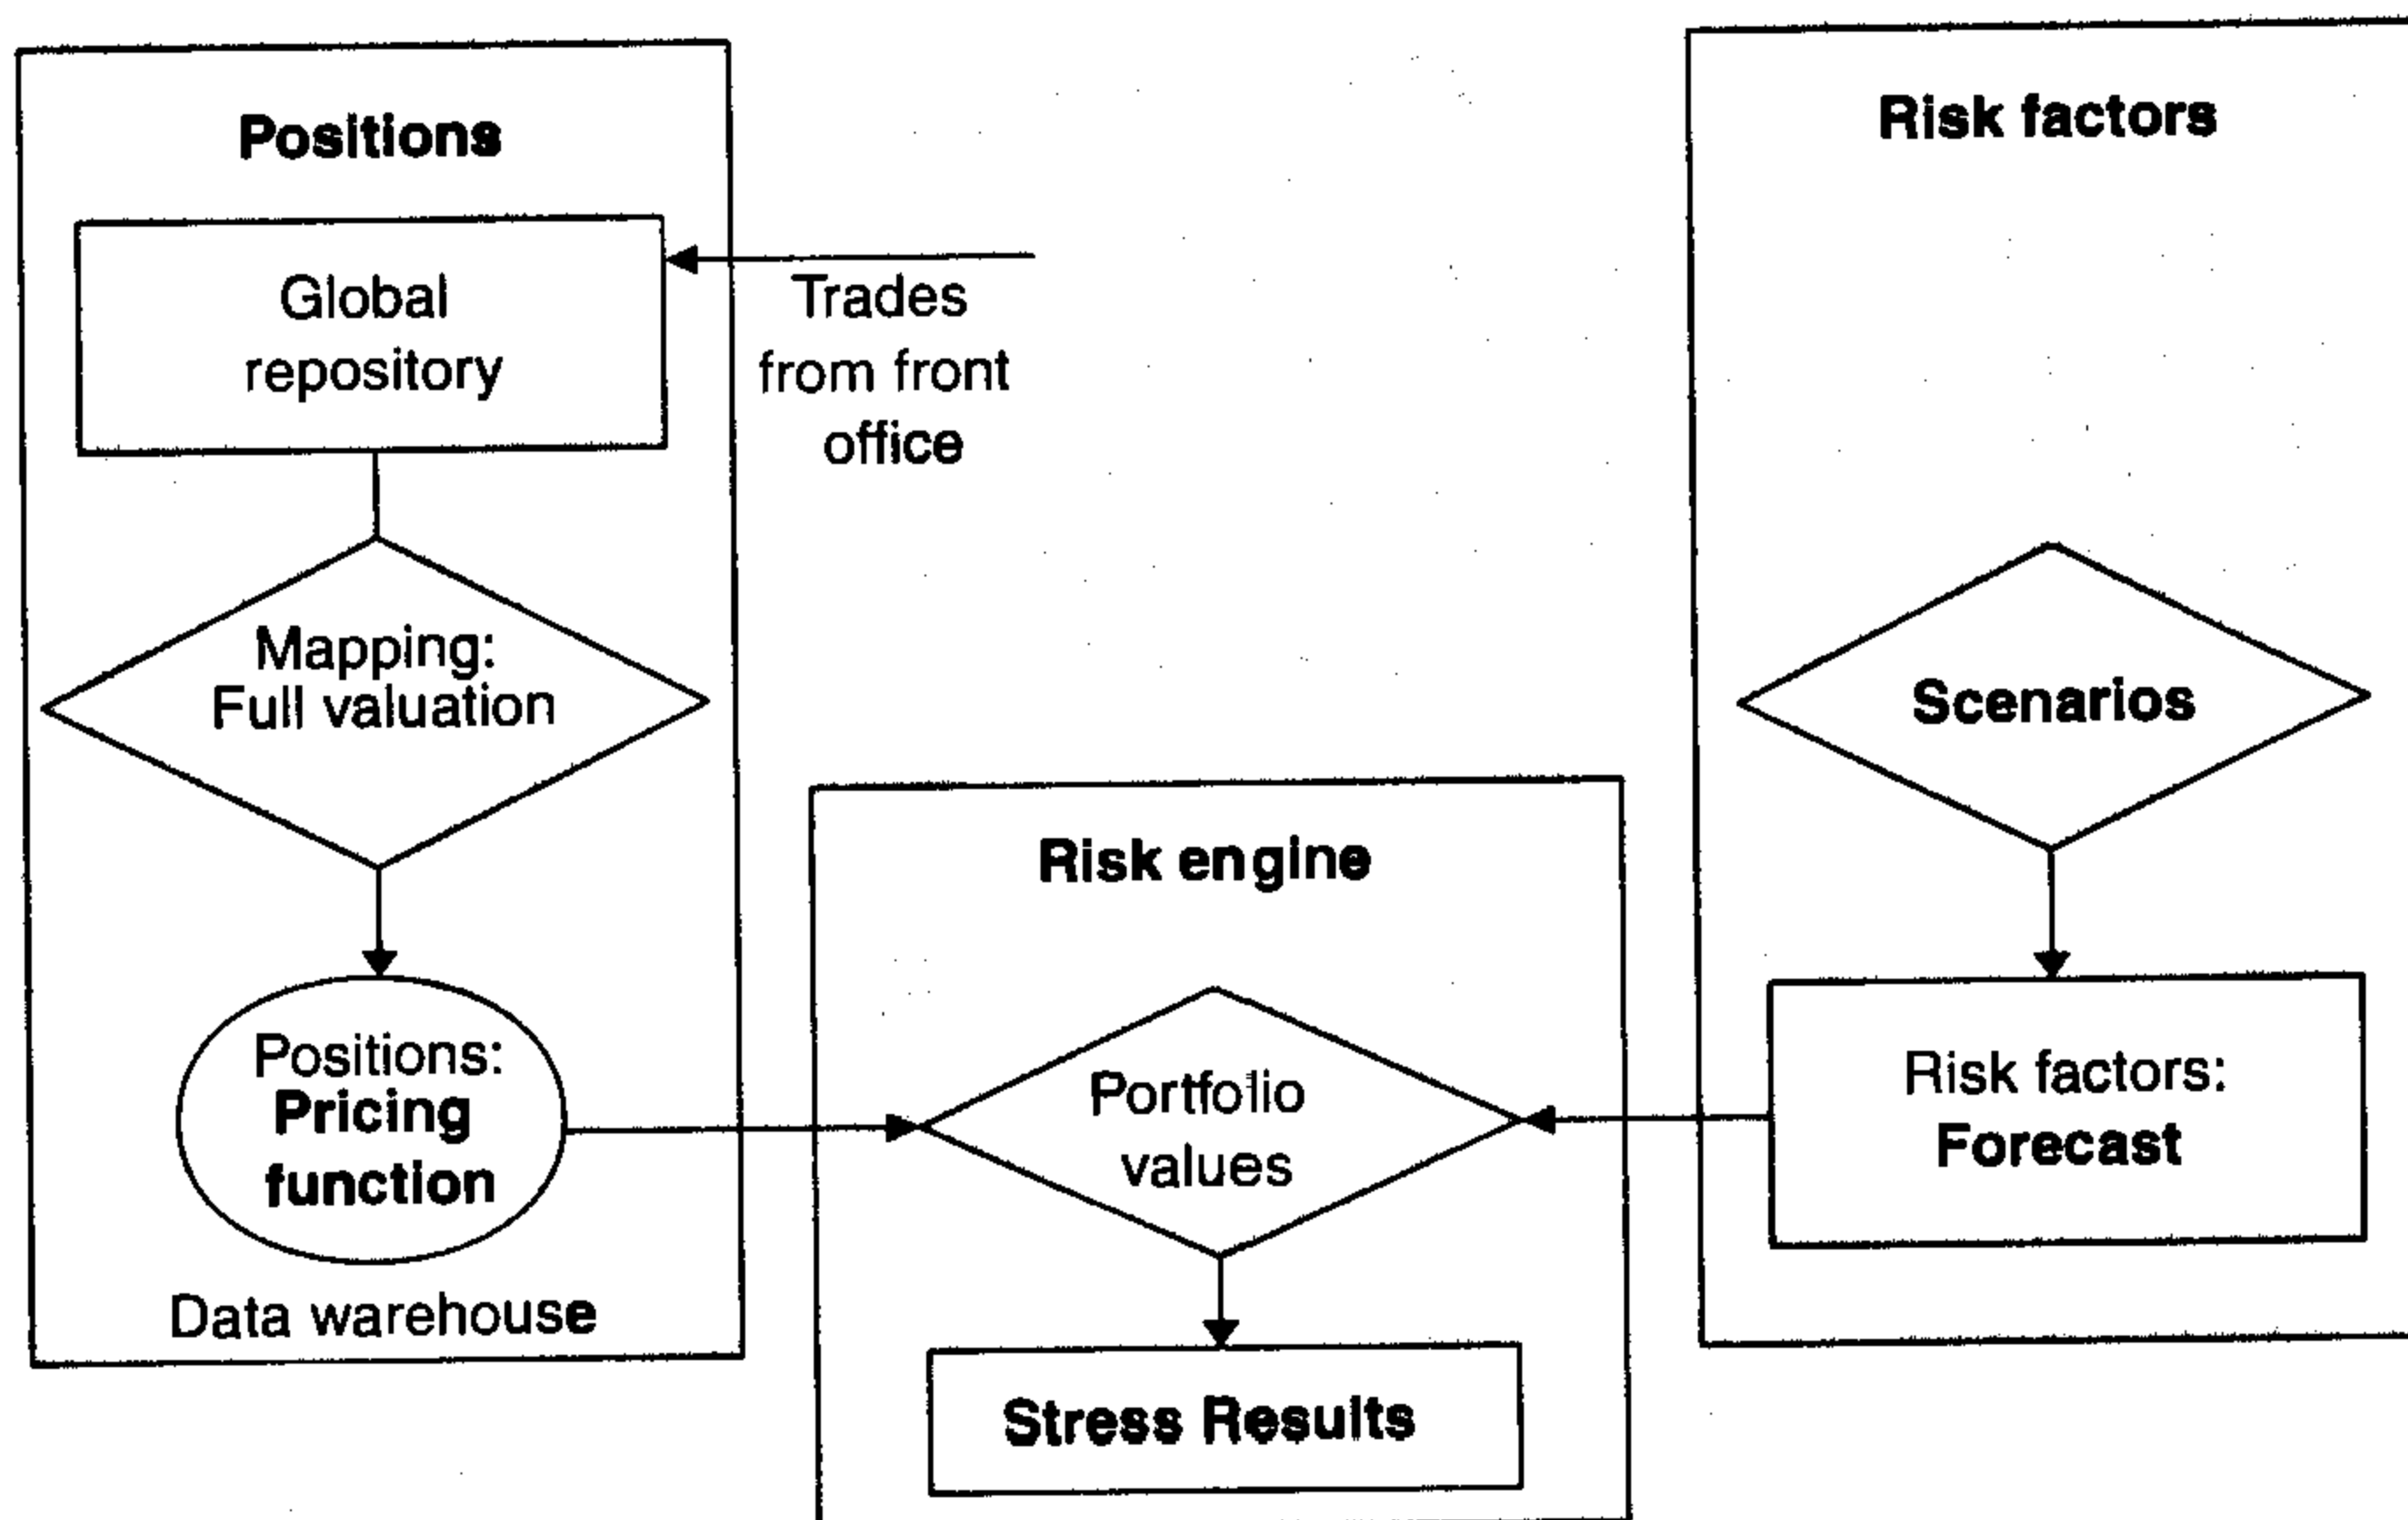 Positions
Global
repository
Trades
from front
office
Mapping:
Full valuation
Positions:
Pricing
function
Data warehouse
Risk engine
Portfolio
values
Stress Results
Risk factors
Scenarios
Risk factors:
Forecast